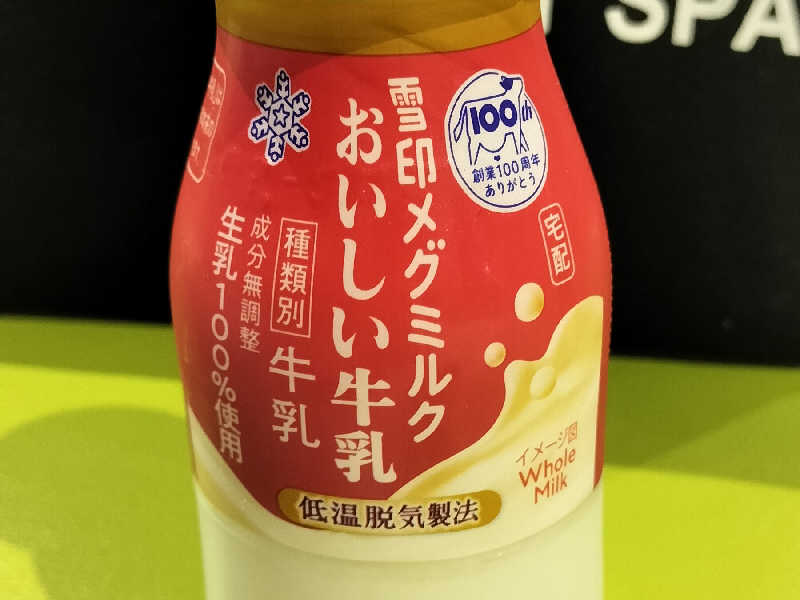 SPA
100th
創業100周年
ありがとう
宅配
雪印メグミルク
おいしい牛乳
種類別
牛乳
成分無調整
生乳100%使用
イメージ図
Whole
Milk
低温脱気製法